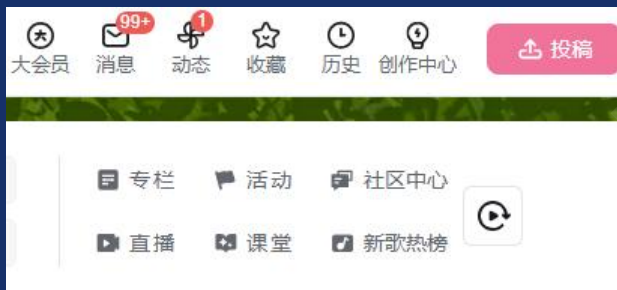 99+ 1
大会员 消息 动态 收藏 历史 创作中心 投稿
专栏 活动 社区中心
直播 课堂 新歌热榜